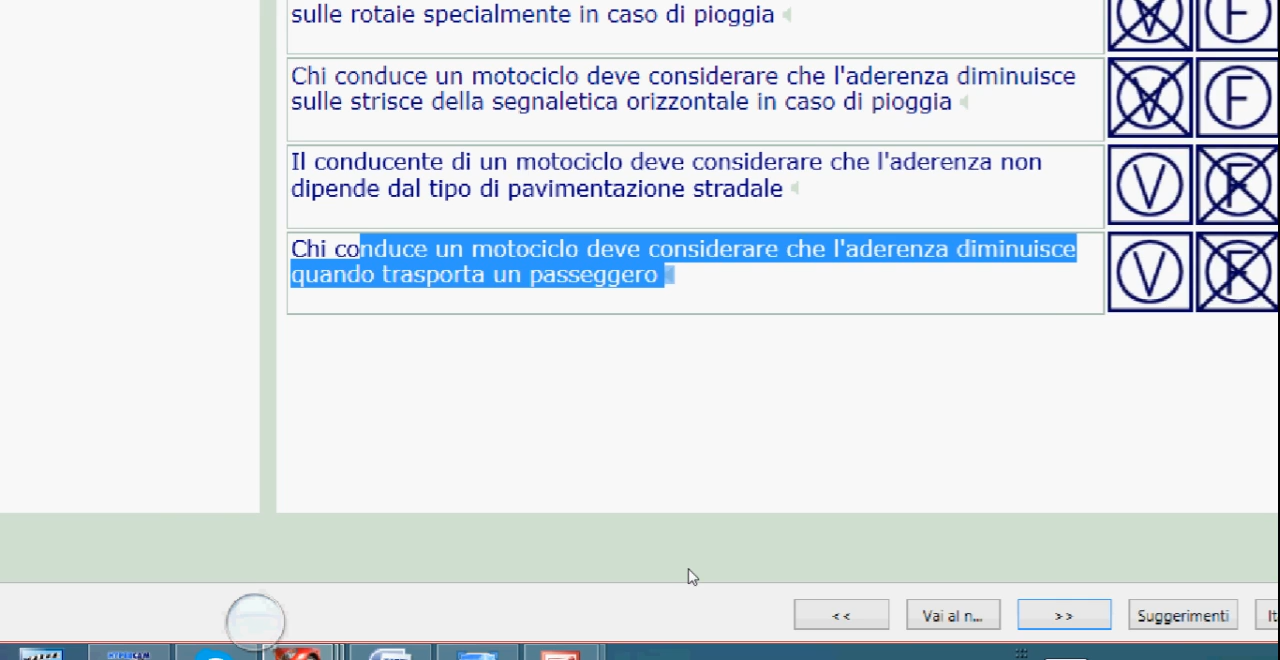 sulle rotaie specialmente in caso di pioggia
V F
Chi conduce un motociclo deve considerare che l'aderenza diminuisce
sulle strisce della segnaletica orizzontale in caso di pioggia
V F
Il conducente di un motociclo deve considerare che l'aderenza non
dipende dal tipo di pavimentazione stradale
V F
Chi conduce un motociclo deve considerare che l'aderenza diminuisce
quando trasporta un passeggero
V F
<< Vai al n... >> Suggerimenti It